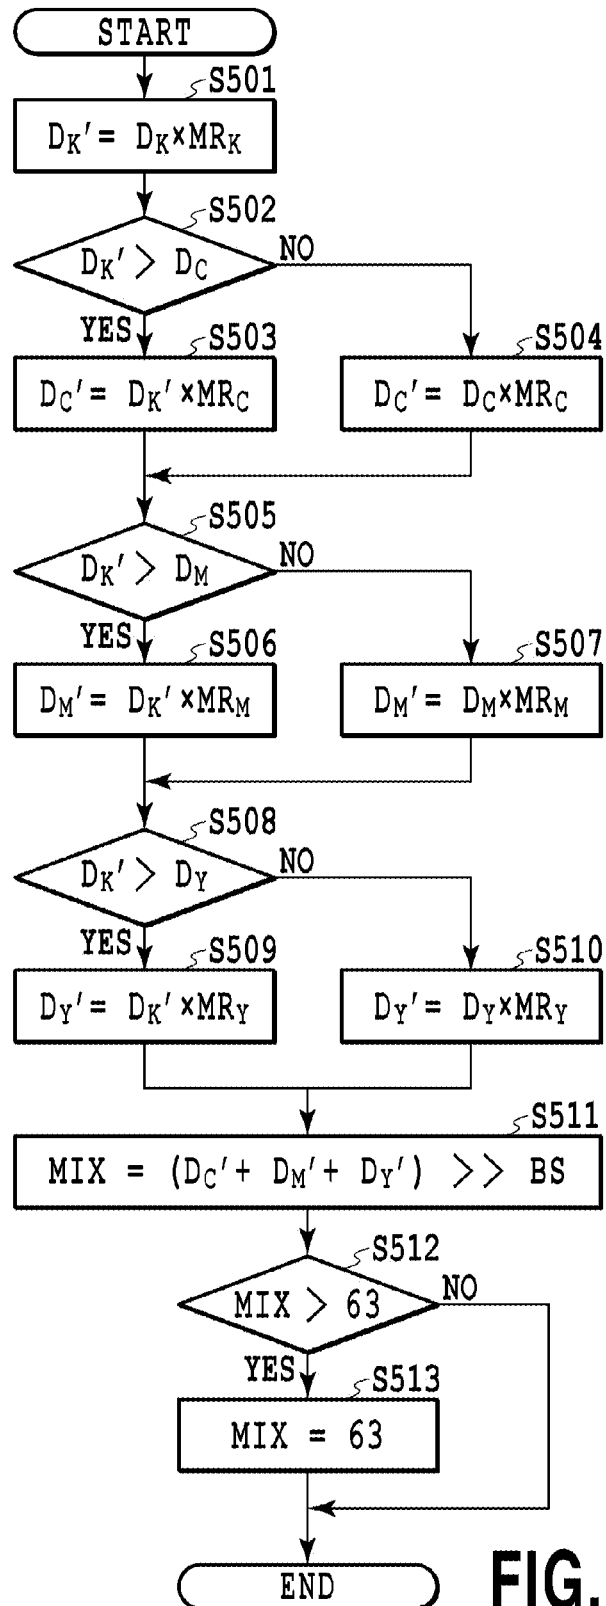 START
S501
D_K' = D_K×MR_K
S502
D_K' > D_C
NO
YES
S503
S504
D_C' = D_K'×MR_C
D_C' = D_C×MR_C
S505
D_K' > D_M
NO
YES
S506
S507
D_M' = D_K'×MR_M
D_M' = D_M×MR_M
S508
D_K' > D_Y
NO
YES
S509
S510
D_Y' = D_K'×MR_Y
D_Y' = D_Y×MR_Y
S511
MIX = (D_C' + D_M' + D_Y') >> BS
S512
MIX > 63
NO
YES
S513
MIX = 63
END
FIG.